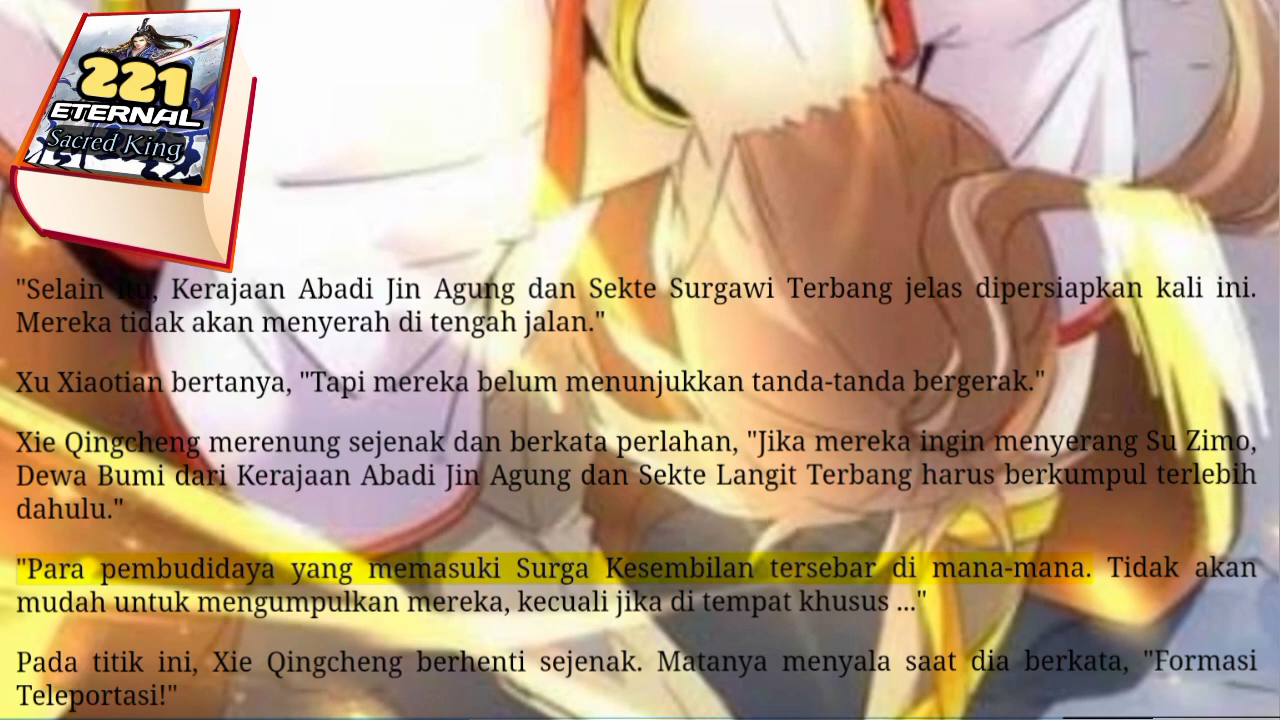 221
ETERNAL
Sacred King
"Selain itu, Kerajaan Abadi Jin Agung dan Sekte Surgawi Terbang jelas dipersiapkan kali ini.
Mereka tidak akan menyerah di tengah jalan."
Xu Xiaotian bertanya, "Tapi mereka belum menunjukkan tanda-tanda bergerak."
Xie Qingcheng merenung sejenak dan berkata perlahan, "Jika mereka ingin menyerang Su Zimo,
Dewa Bumi dari Kerajaan Abadi Jin Agung dan Sekte Langit Terbang harus berkumpul terlebih
dahulu."
"Para pembudidaya yang memasuki Surga Kesembilan tersebar di mana-mana. Tidak akan
mudah untuk mengumpulkan mereka, kecuali jika di tempat khusus ..."
Pada titik ini, Xie Qingcheng berhenti sejenak. Matanya menyala saat dia berkata, "Formasi
Teleportasi!"